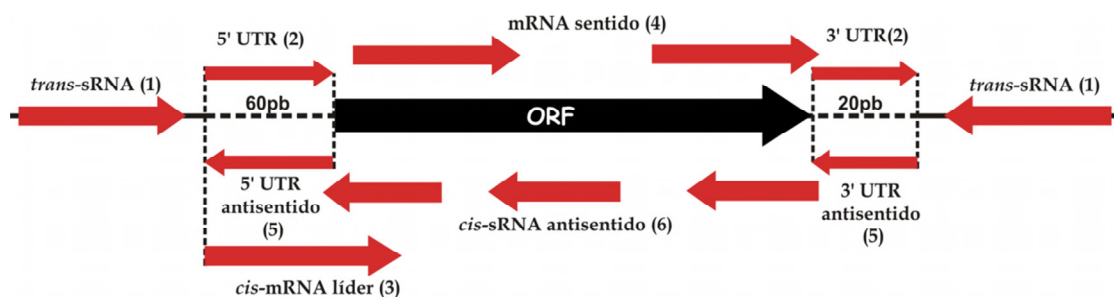 mRNA sentido (4)
5' UTR (2)
3' UTR(2)
trans-sRNA (1)
trans-sRNA (1)
60pb
ORF
20pb
5' UTR
antisentido
(5)
cis-sRNA antisentido (6)
3' UTR
antisentido
(5)
cis-mRNA líder (3)